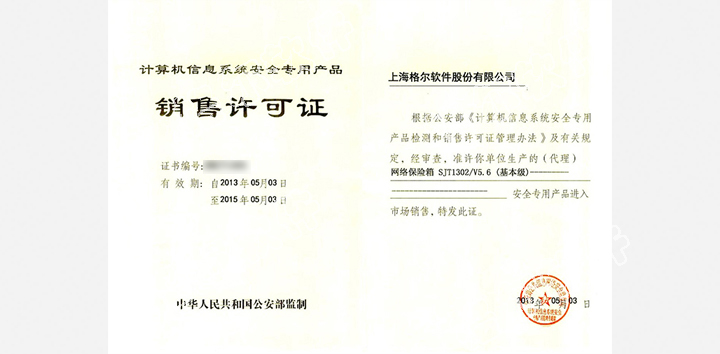 计算机信息系统安全专用产品
销售许可证
证书编号:
有 效 期: 自2013 年 05月 03日
至2015 年 05月 03日
中华人民共和国公安部监制
上海格尔软件股份有限公司
根据公安部《计算机信息系统安全专用
产品检测和销售许可证管理办法》及有关规
定，经审查，准许你单位生产的（代理）
网络保险箱 SJT1302/V5.6 (基本级)---------
---------------------- 安全专用产品进入
市场销售，特发此证。
2013 年 05月 03 日